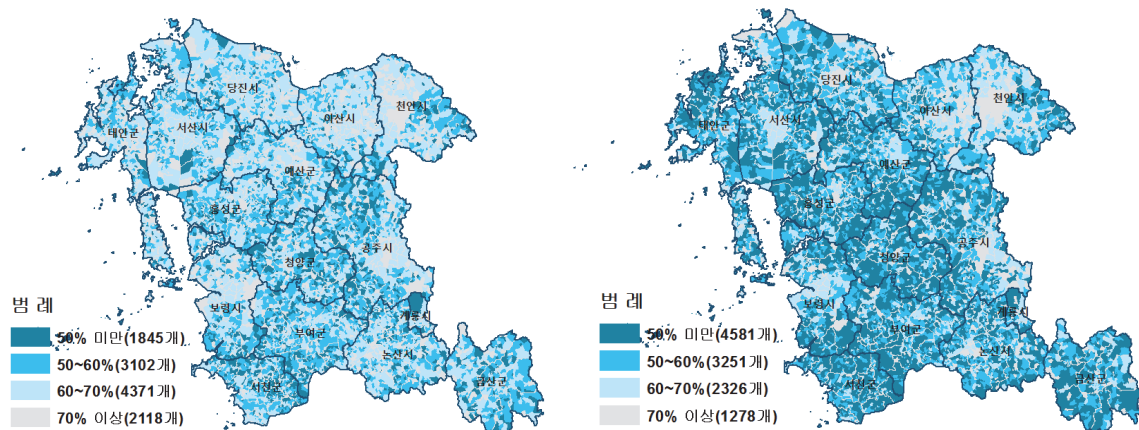 당진시
천안시
아산시
서산시
태안군
예산군
홍성군
공주시
청양군
계룡시
보령시
부여군
논산시
서천군
금산군
범 례
50% 미만(1845개)
50~60%(3102개)
60~70%(4371개)
70% 이상(2118개)
당진시
천안시
아산시
서산시
태안군
예산군
홍성군
공주시
청양군
계룡시
보령시
부여군
논산시
서천군
금산군
범 례
50% 미만(4581개)
50~60%(3251개)
60~70%(2326개)
70% 이상(1278개)